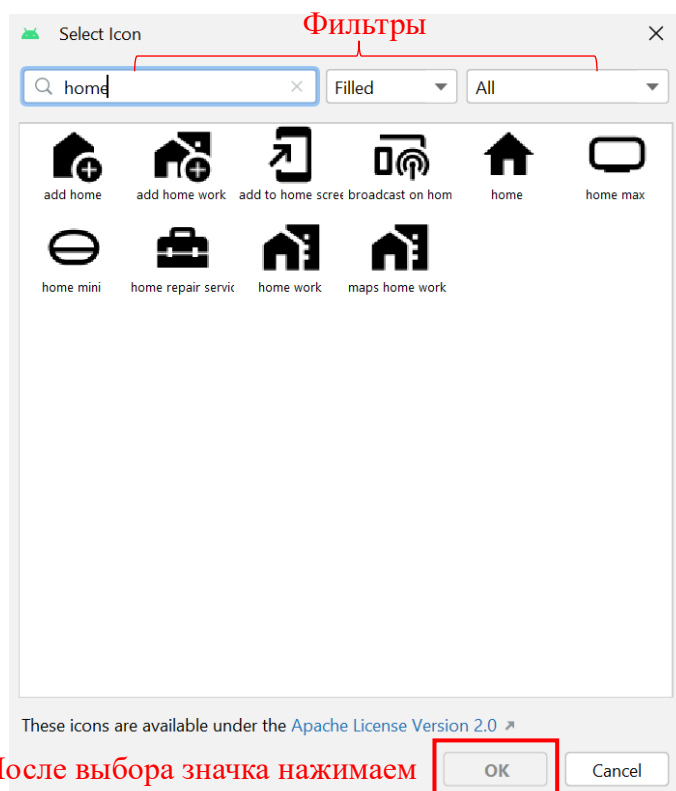 Select Icon
Фильтры
home
Filled
All
add home
add home work
add to home scree
broadcast on hom
home
home max
home mini
home repair servic
home work
maps home work
These icons are available under the Apache License Version 2.0
После выбора значка нажимаем
OK
Cancel